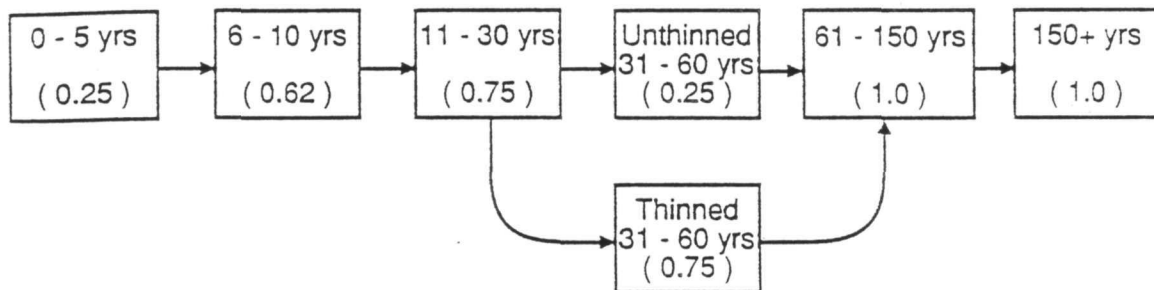 0 - 5 yrs
( 0.25 )
6 - 10 yrs
( 0.62 )
11 - 30 yrs
( 0.75 )
Unthinned
31 - 60 yrs
( 0.25 )
61 - 150 yrs
( 1.0 )
150+ yrs
( 1.0 )
Thinned
31 - 60 yrs
( 0.75 )